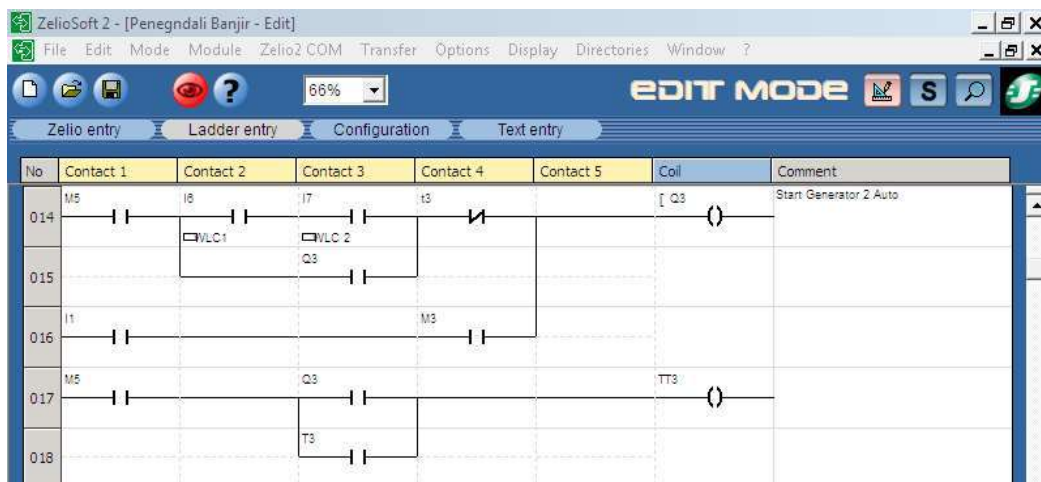 ZelioSoft 2 - [Penegndali Banjir - Edit]
File Edit Mode Module Zelio2 COM Transfer Options Display Directories Window ?
66% EDIT MODE S
Zelio entry Ladder entry Configuration Text entry
No Contact 1 Contact 2 Contact 3 Contact 4 Contact 5 Coil Comment
014 M5 I6 I7 t3 [ Q3 Start Generator 2 Auto
WLC1 WLC 2
015 Q3
016 I1 M3
017 M5 Q3 TT3
018 T3